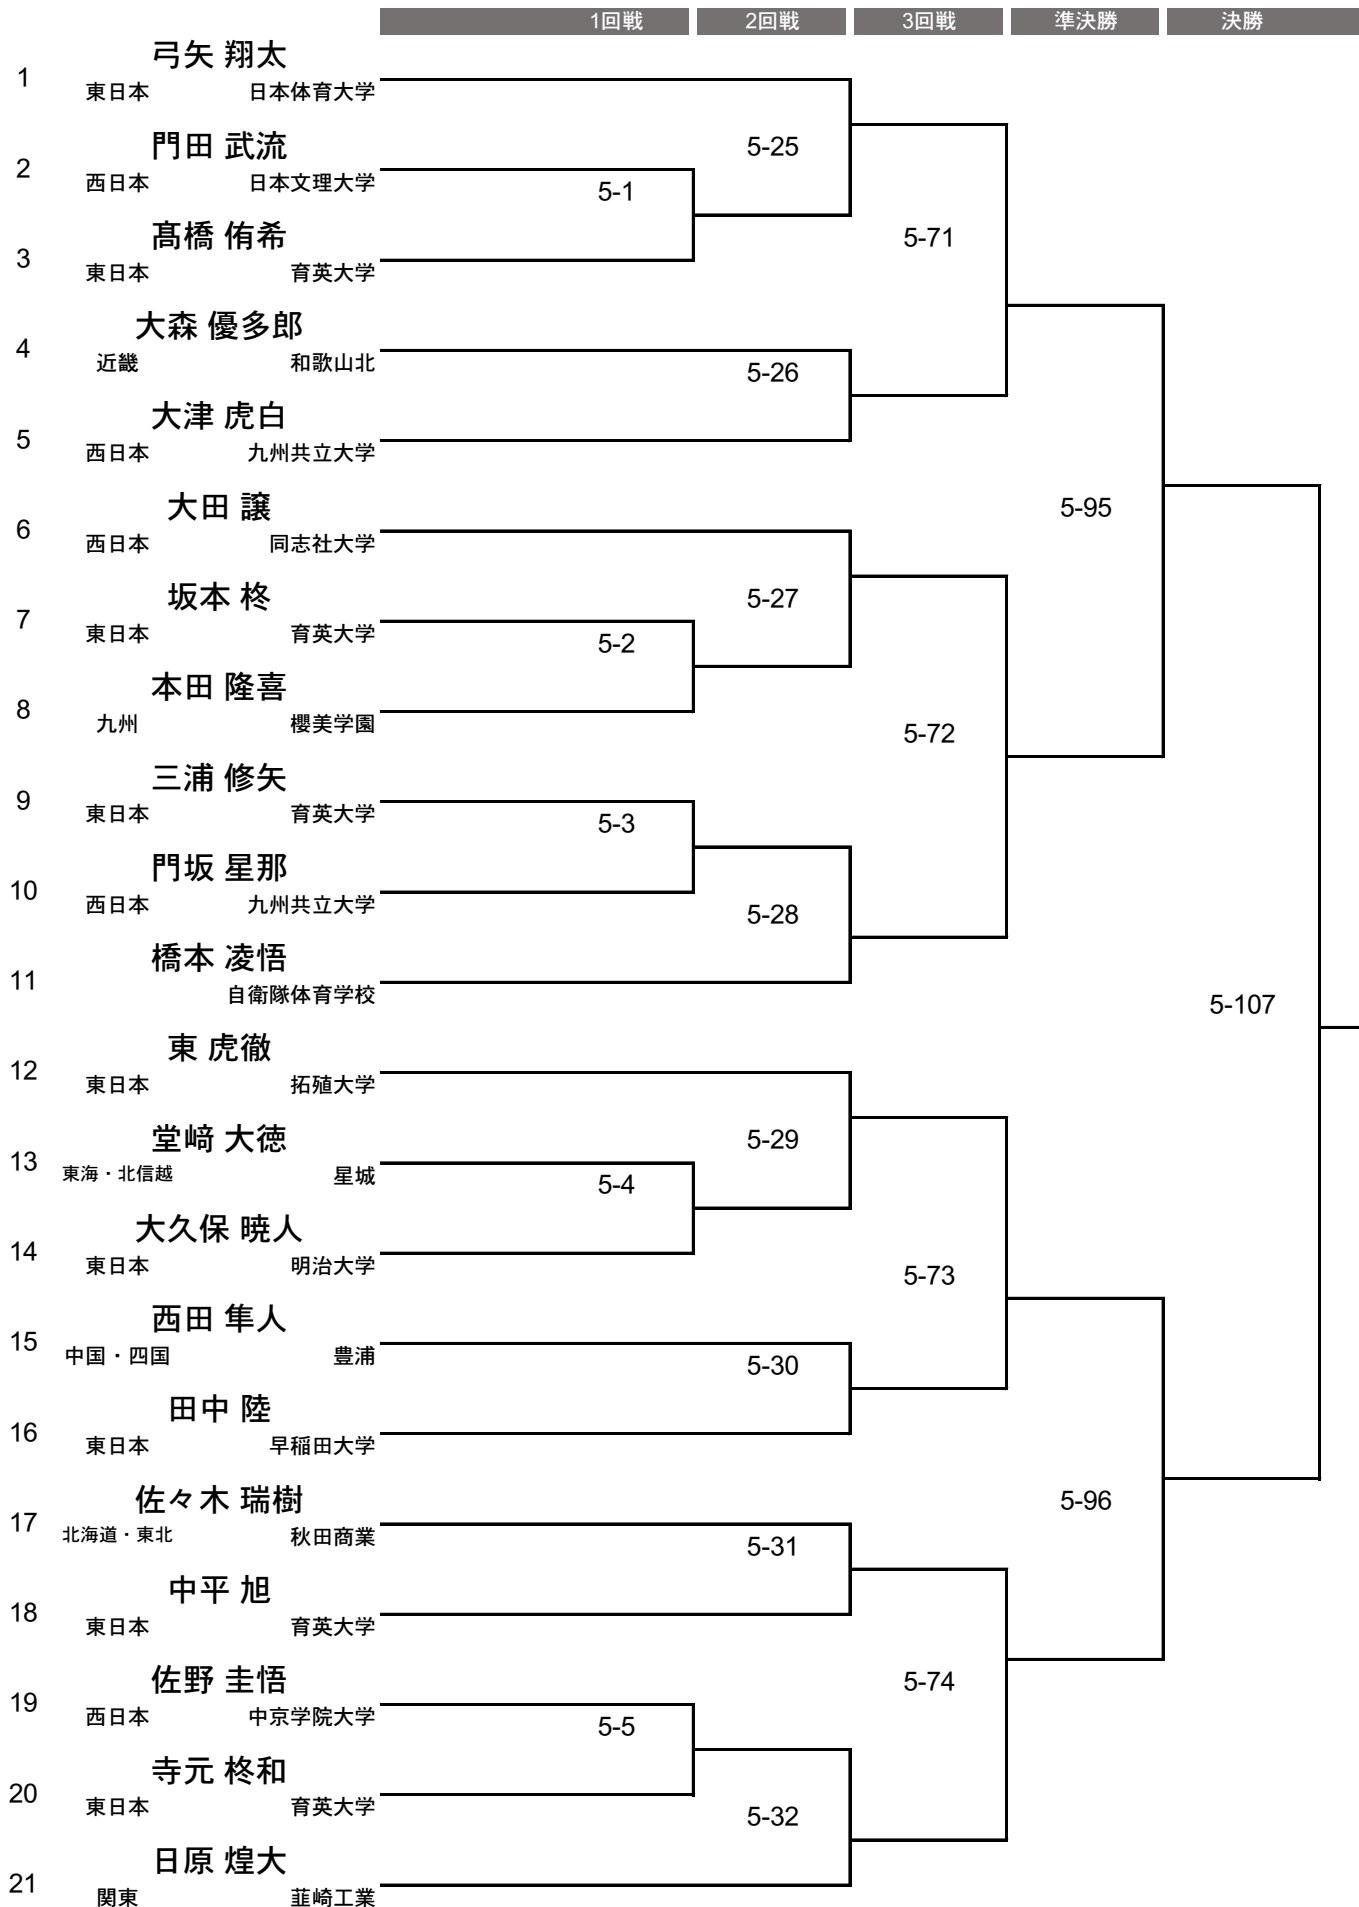 1回戦 2回戦 3回戦 準決勝 決勝
弓矢 翔太
1
東日本 日本体育大学
門田 武流
5-25
2
西日本 日本文理大学
5-1
髙橋 侑希
5-71
3
東日本 育英大学
大森 優多郎
4
近畿 和歌山北
5-26
大津 虎白
5
西日本 九州共立大学
大田 譲
5-95
6
西日本 同志社大学
坂本 柊
5-27
7
東日本 育英大学
5-2
本田 隆喜
8
九州 櫻美学園
5-72
三浦 修矢
9
東日本 育英大学
5-3
門坂 星那
10
西日本 九州共立大学
5-28
橋本 凌悟
11
自衛隊体育学校
5-107
東 虎徹
12
東日本 拓殖大学
堂﨑 大徳
5-29
13
東海・北信越 星城
5-4
大久保 暁人
14
東日本 明治大学
5-73
西田 隼人
15
中国・四国 豊浦
5-30
田中 陸
16
東日本 早稲田大学
佐々木 瑞樹
5-96
17
北海道・東北 秋田商業
5-31
中平 旭
18
東日本 育英大学
佐野 圭悟
5-74
19
西日本 中京学院大学
5-5
寺元 柊和
20
東日本 育英大学
5-32
日原 煌大
21
関東 韮崎工業